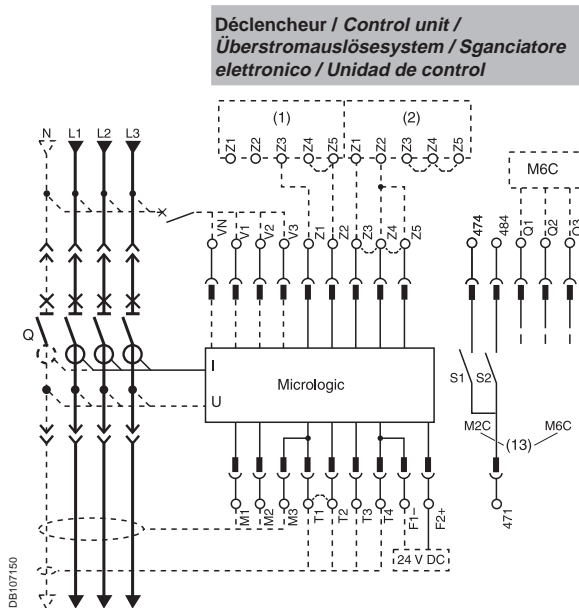 Déclencheur / Control unit /
Überstromauslösesystem / Sganciatore
elettronico / Unidad de control
(1) (2)
Z1 Z2 Z3 Z4 Z5 Z1 Z2 Z3 Z4 Z5
M6C
N L1 L2 L3
VN V1 V2 V3 Z1 Z2 Z3 Z4 Z5 474 484 Q1 Q2 Q3
Q
I
Micrologic
U
S1 S2
M2C (13) M6C
M1 M2 M3 T1 T2 T3 T4 F1– F2+ 471
24 V DC
DB107150